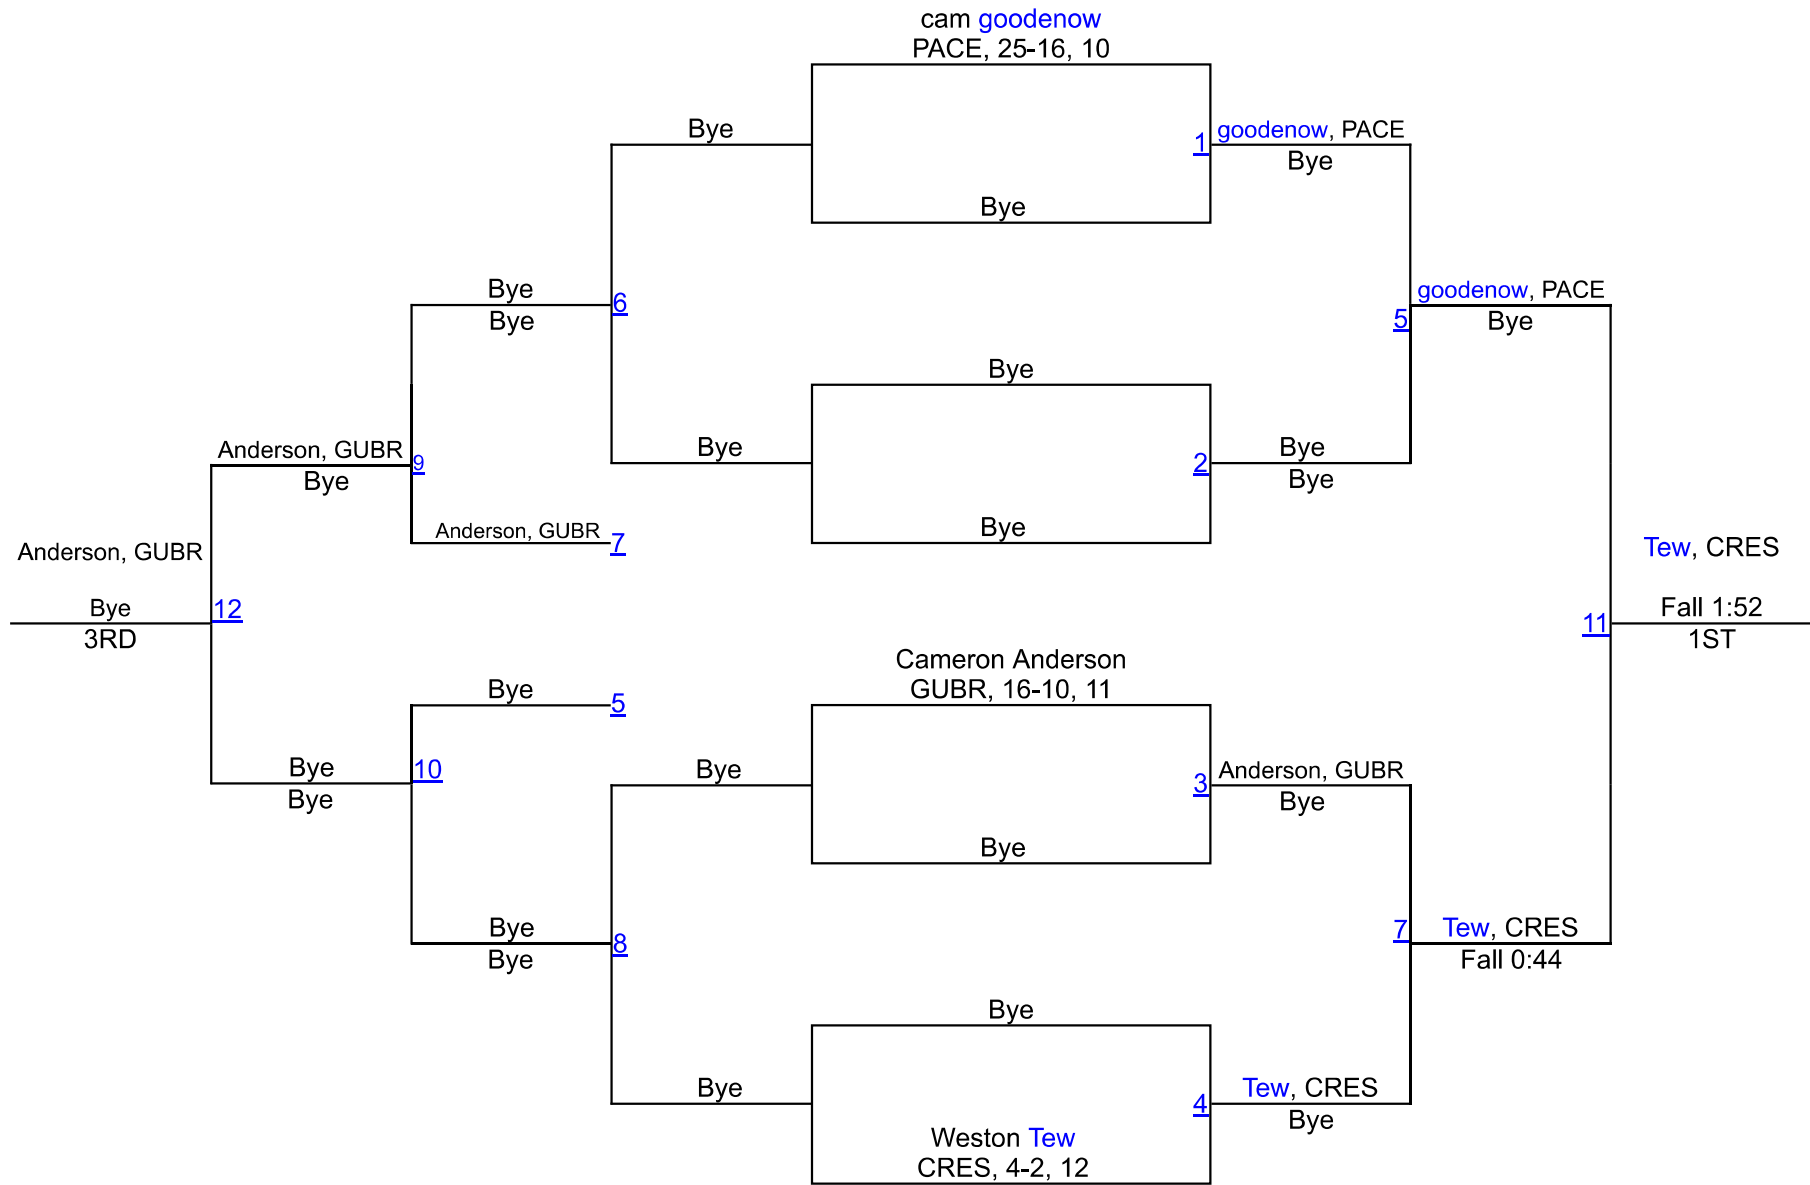 cam goodenow
PACE, 25-16, 10
Bye
1
goodenow, PACE
Bye
Bye
Bye
Bye
6
goodenow, PACE
5
Bye
Bye
Anderson, GUBR
9
Bye
Bye
2
Bye
Bye
Bye
Anderson, GUBR
7
Anderson, GUBR
Tew, CRES
Bye
12
3RD
11
Fall 1:52
1ST
Cameron Anderson
GUBR, 16-10, 11
Bye
5
Bye
10
Bye
Bye
3
Anderson, GUBR
Bye
Bye
Bye
8
Bye
7
Tew, CRES
Fall 0:44
Bye
Bye
4
Tew, CRES
Bye
Weston Tew
CRES, 4-2, 12